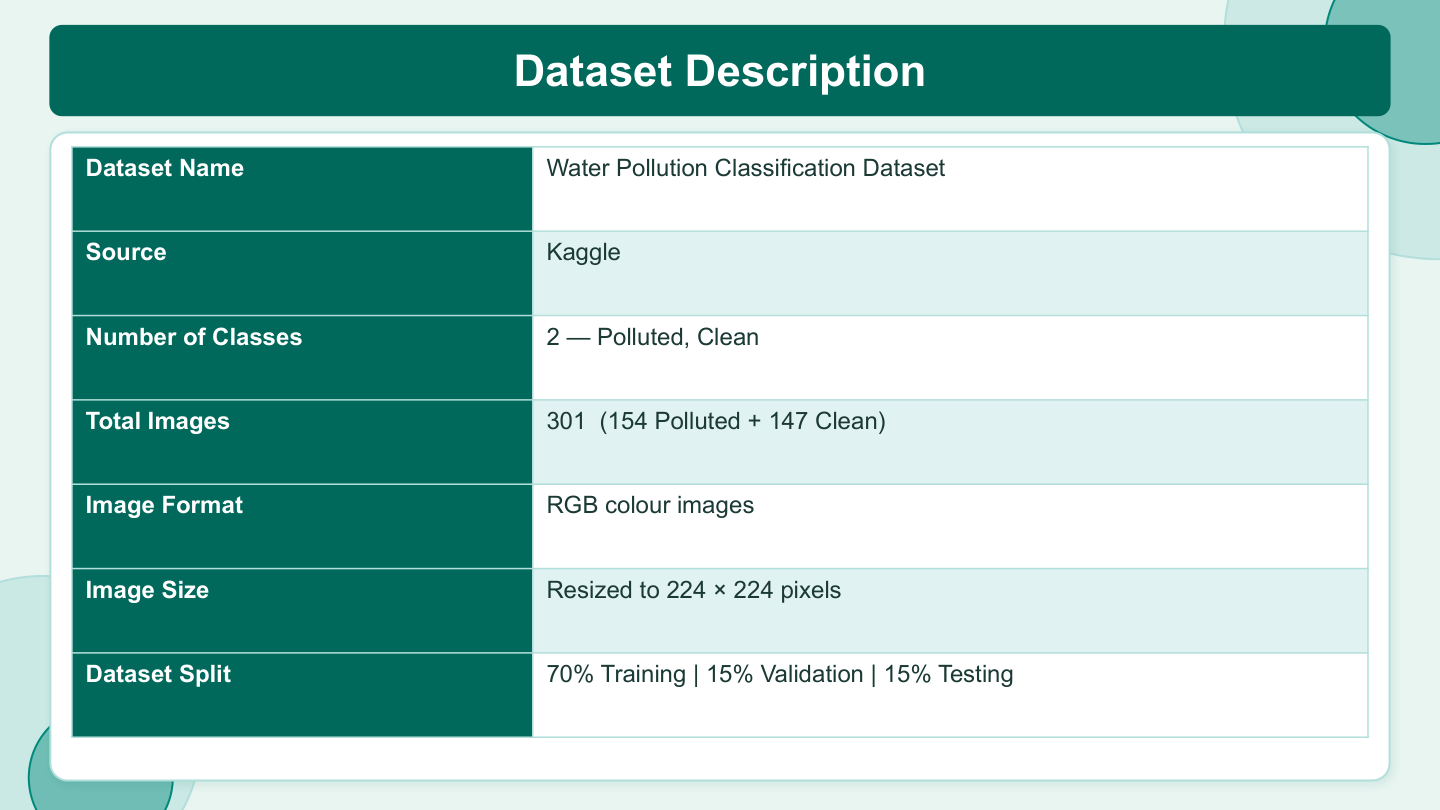 Dataset Description
Dataset Name
Water Pollution Classification Dataset
Source
Kaggle
Number of Classes
2 — Polluted, Clean
Total Images
301  (154 Polluted + 147 Clean)
Image Format
RGB colour images
Image Size
Resized to 224 × 224 pixels
Dataset Split
70% Training | 15% Validation | 15% Testing